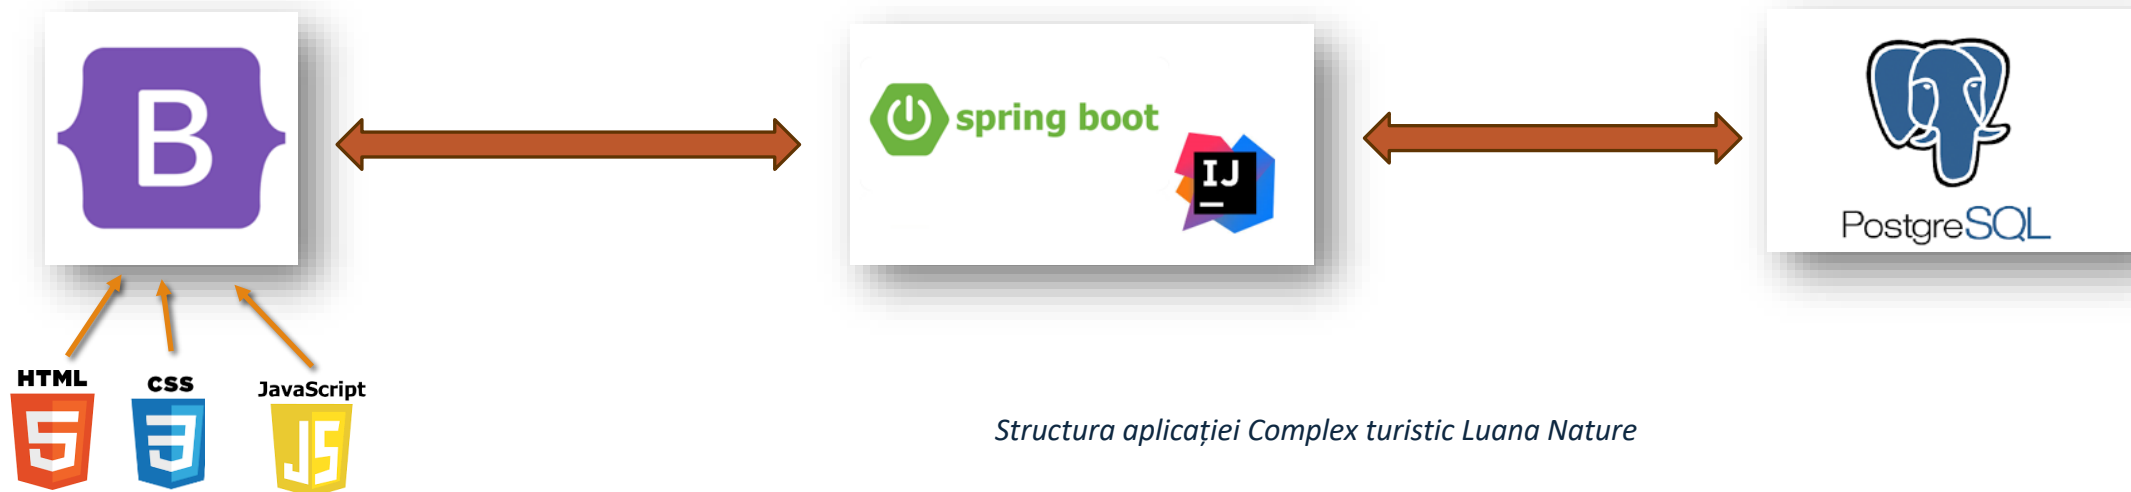 B
spring boot
IJ
PostgreSQL
HTML
5
CSS
3
JavaScript
JS
Structura aplicației Complex turistic Luana Nature